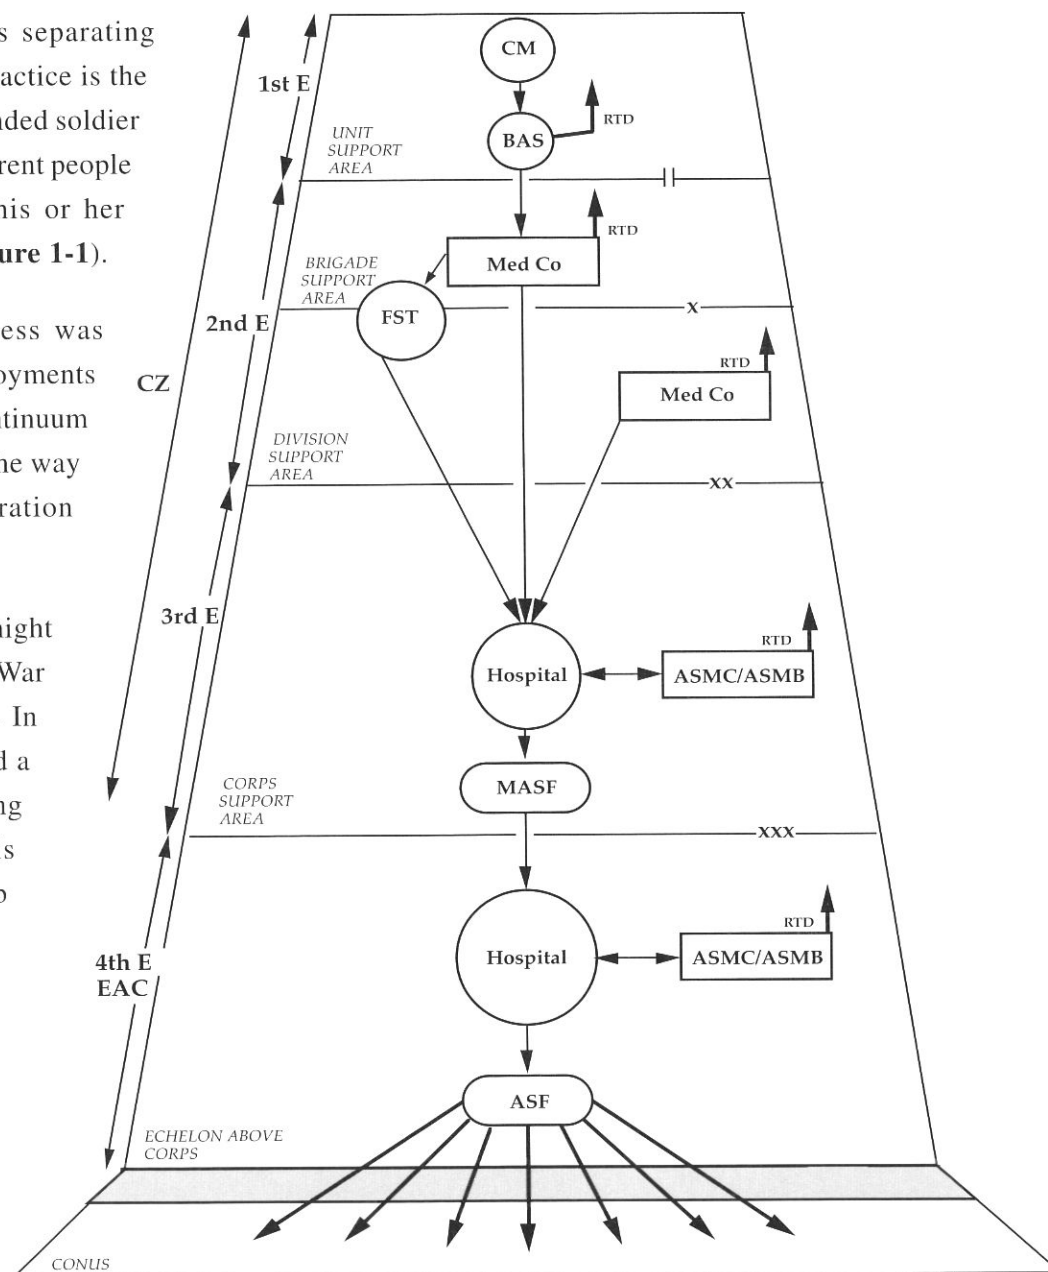 s separating
actice is the
ded soldier
rent people
his or her
ure 1-1).
ess was
oyments
tinuum
he way
ration
night
War
In
d a
ng
s
CM
1st E
RTD
BAS
UNIT
SUPPORT
AREA
RTD
Med Co
BRIGADE
SUPPORT
AREA
X
FST
2nd E
RTD
CZ
Med Co
DIVISION
SUPPORT
AREA
XX
3rd E
RTD
Hospital
ASMC/ASMB
CORPS
SUPPORT
AREA
MASF
XXX
RTD
4th E
EAC
Hospital
ASMC/ASMB
ASF
ECHELON ABOVE
CORPS
CONUS